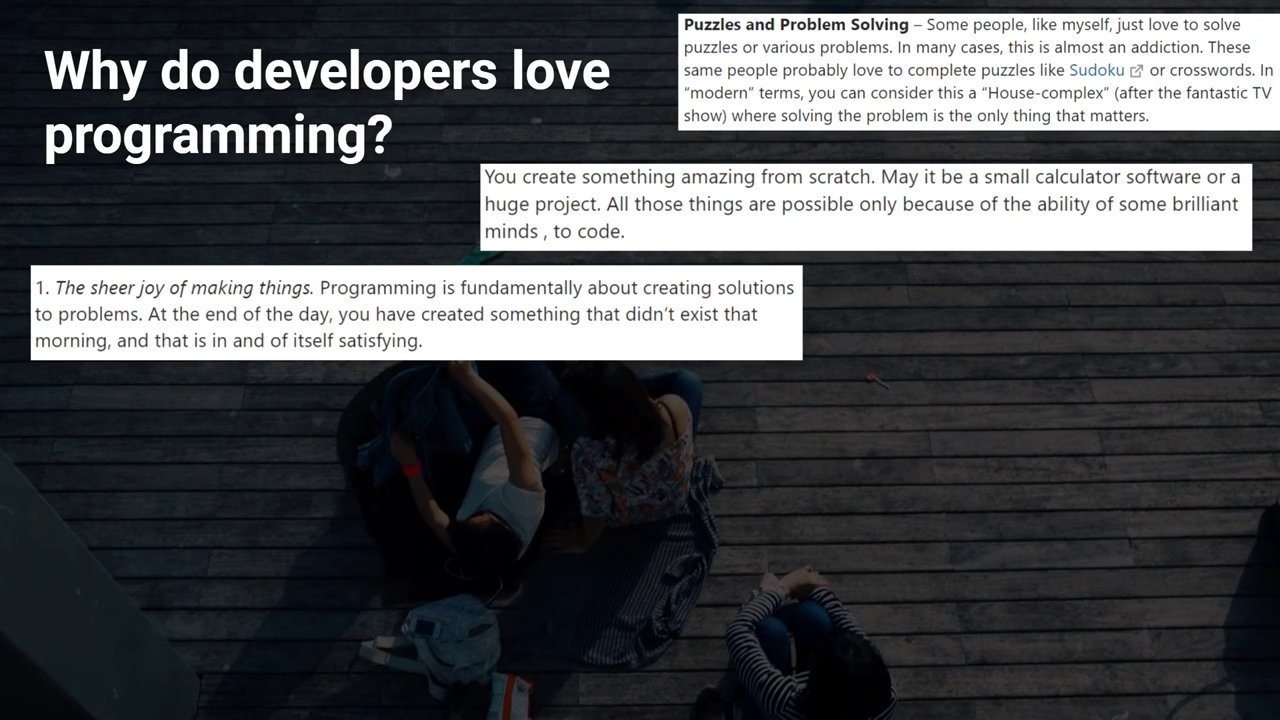 Why do developers love
programming?
Puzzles and Problem Solving – Some people, like myself, just love to solve
puzzles or various problems. In many cases, this is almost an addiction. These
same people probably love to complete puzzles like Sudoku or crosswords. In
“modern” terms, you can consider this a “House-complex” (after the fantastic TV
show) where solving the problem is the only thing that matters.
You create something amazing from scratch. May it be a small calculator software or a
huge project. All those things are possible only because of the ability of some brilliant
minds , to code.
1. The sheer joy of making things. Programming is fundamentally about creating solutions
to problems. At the end of the day, you have created something that didn’t exist that
morning, and that is in and of itself satisfying.